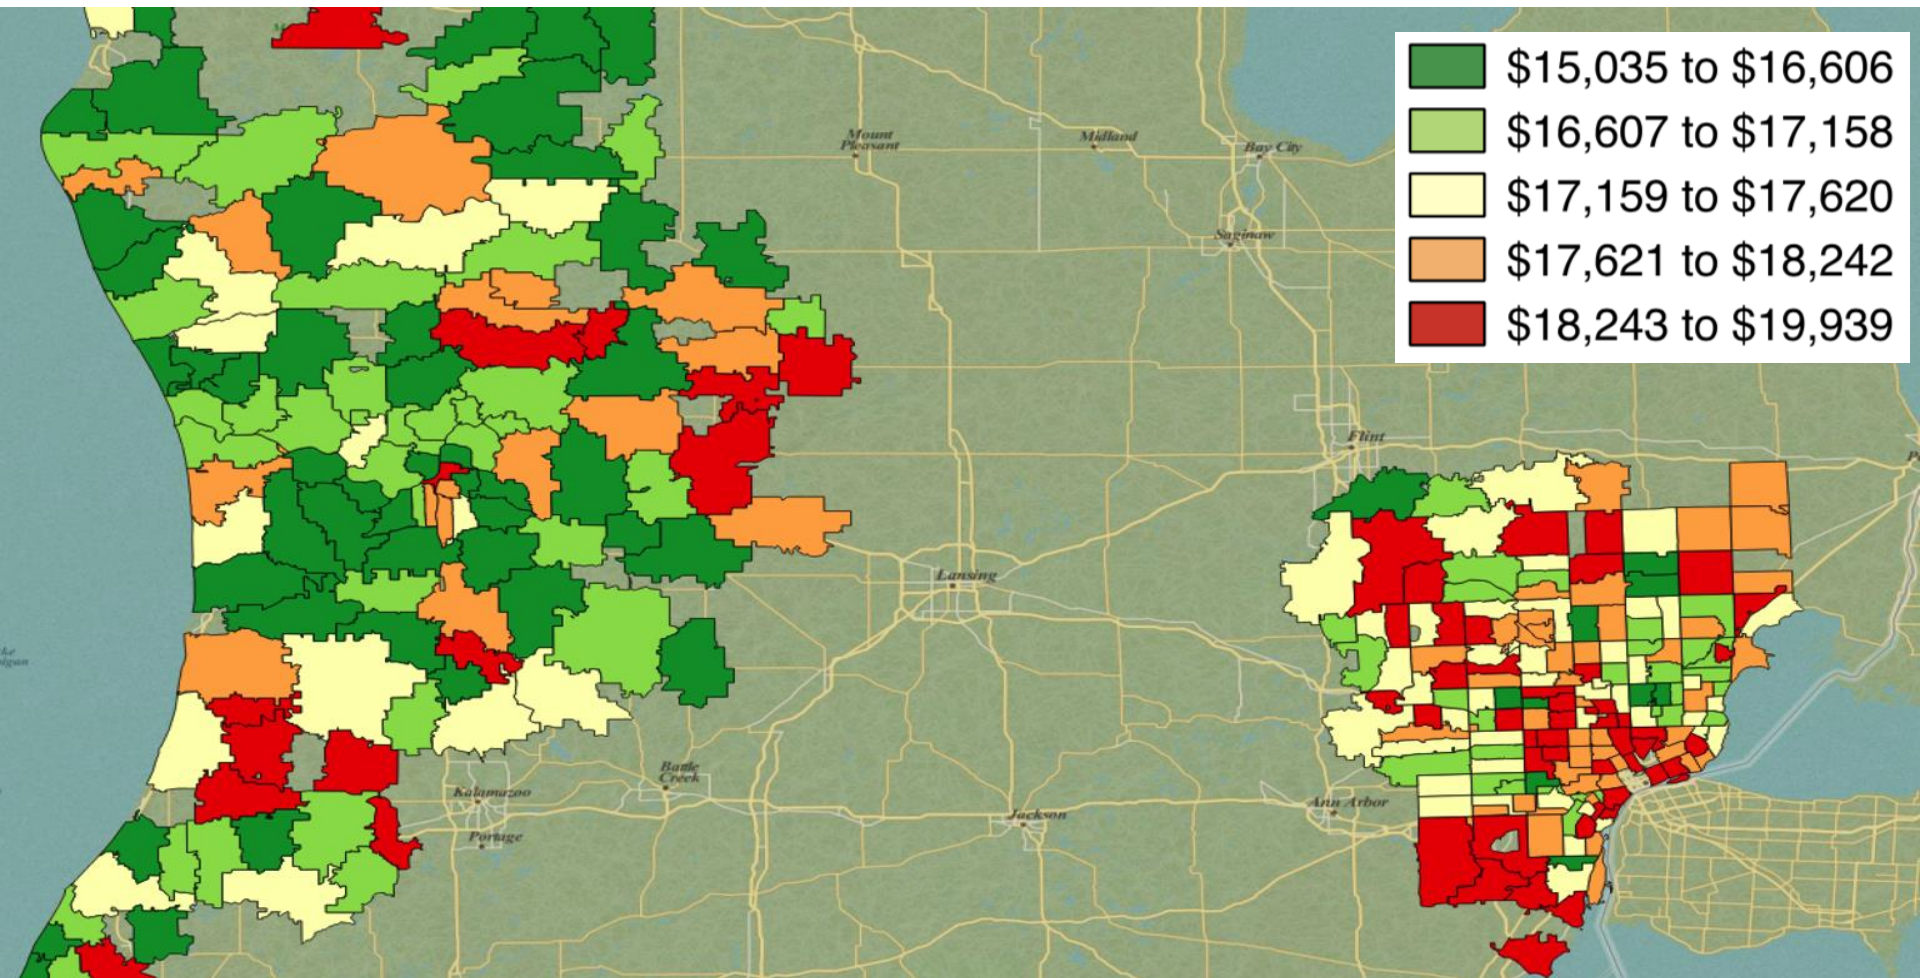 $15,035 to $16,606
$16,607 to $17,158
$17,159 to $17,620
$17,621 to $18,242
$18,243 to $19,939
Mount
Pleasant
Midland
Bay City
Saginaw
Flint
Lansing
Battle
Creek
Kalamazoo
Portage
Jackson
Ann Arbor